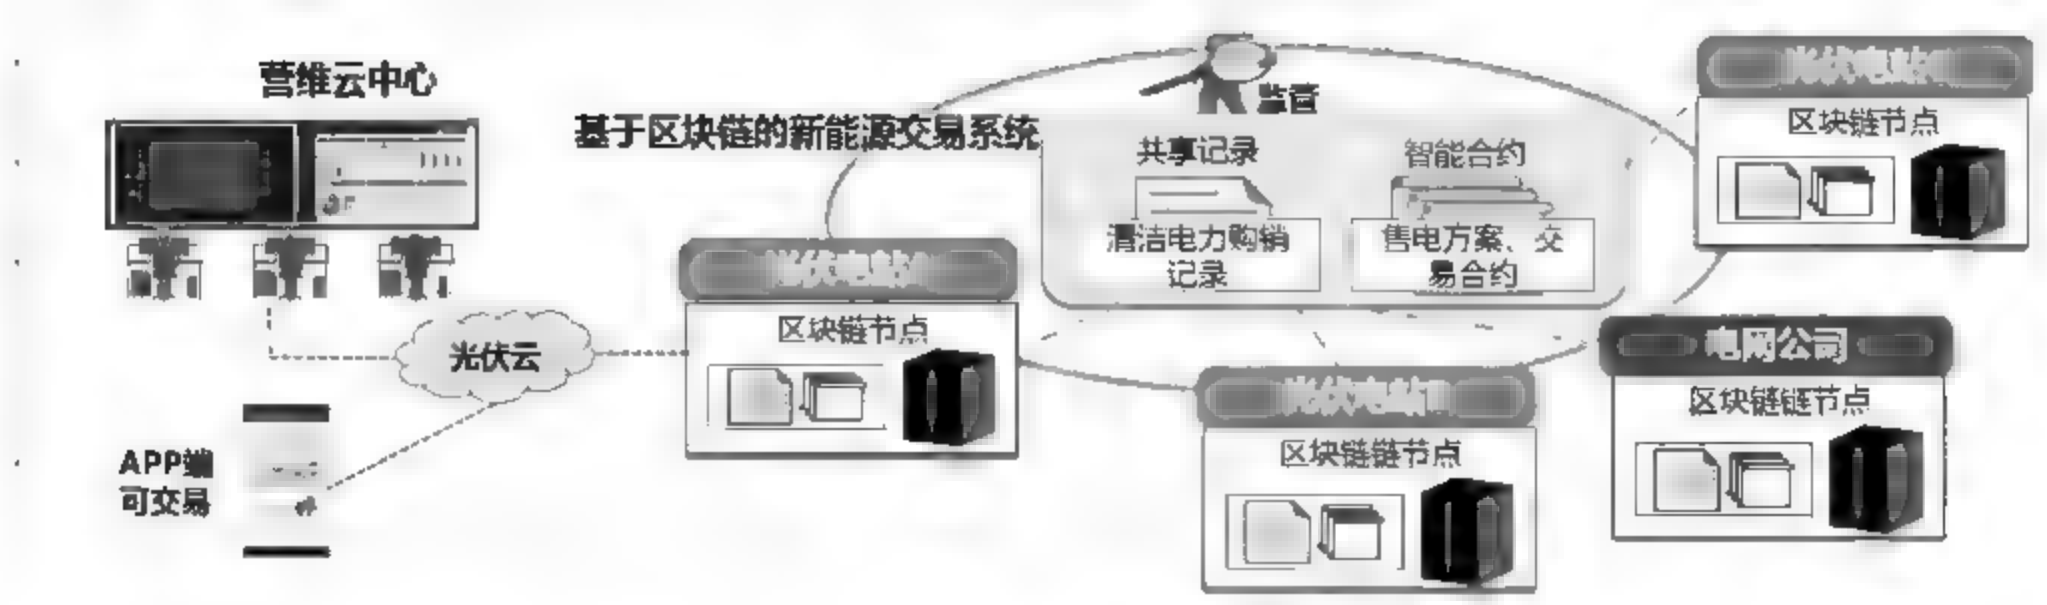 营维云中心
监管
基于区块链的新能源交易系统
共享记录
智能合约
清洁电力购销
记录
售电方案、交
易合约
区块链节点
区块链节点
光伏云
电网公司
区块链链节点
区块链链节点
APP端
可交易